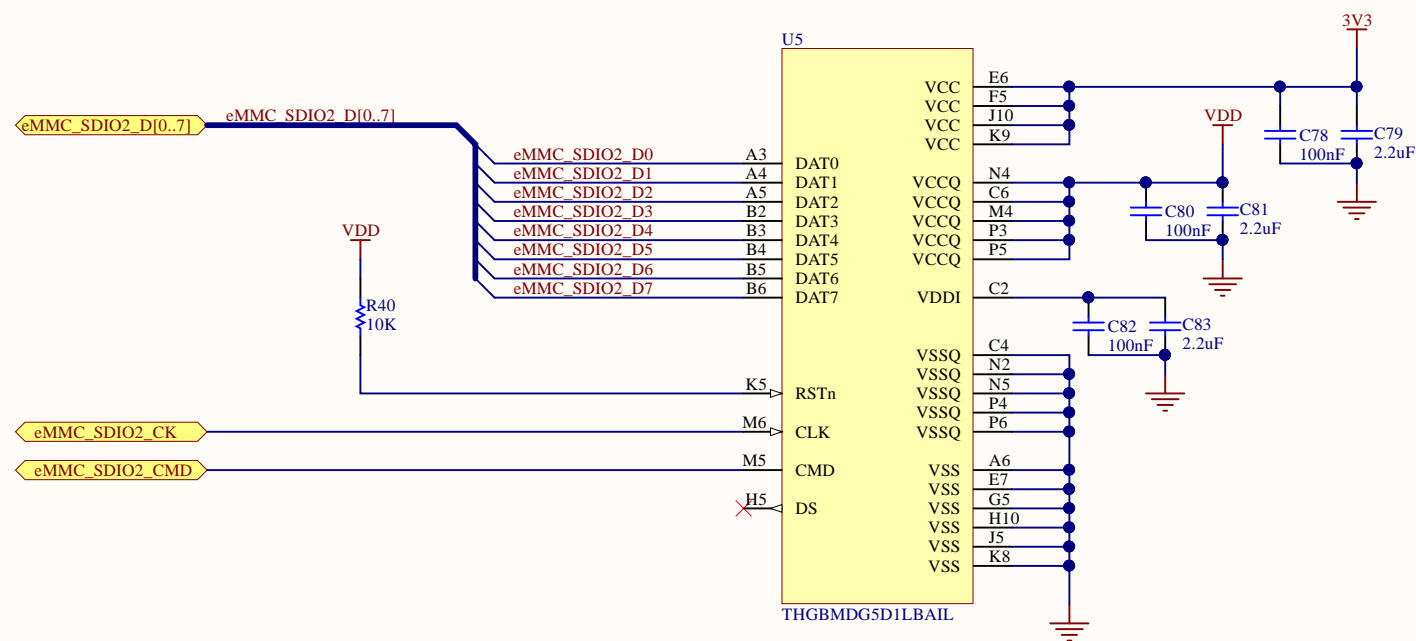 3V3
U5
VCC E6
VCC F5
VCC J10
VCC K9
VDD
C78 100nF
C79 2.2uF
eMMC_SDIO2_D[0..7]
eMMC_SDIO2_D[0..7]
eMMC_SDIO2_D0 A3 DAT0
eMMC_SDIO2_D1 A4 DAT1
eMMC_SDIO2_D2 A5 DAT2
eMMC_SDIO2_D3 B2 DAT3
eMMC_SDIO2_D4 B3 DAT4
eMMC_SDIO2_D5 B4 DAT5
eMMC_SDIO2_D6 B5 DAT6
eMMC_SDIO2_D7 B6 DAT7
VCCQ N4
VCCQ C6
VCCQ M4
VCCQ P3
VCCQ P5
C80 100nF
C81 2.2uF
VDD
R40
10K
VDDI C2
C82 100nF
C83 2.2uF
VSSQ C4
VSSQ N2
VSSQ N5
VSSQ P4
VSSQ P6
K5 RSTn
eMMC_SDIO2_CK M6 CLK
eMMC_SDIO2_CMD M5 CMD
H5 DS
VSS A6
VSS E7
VSS G5
VSS H10
VSS J5
VSS K8
THGBMDG5D1LBAIL